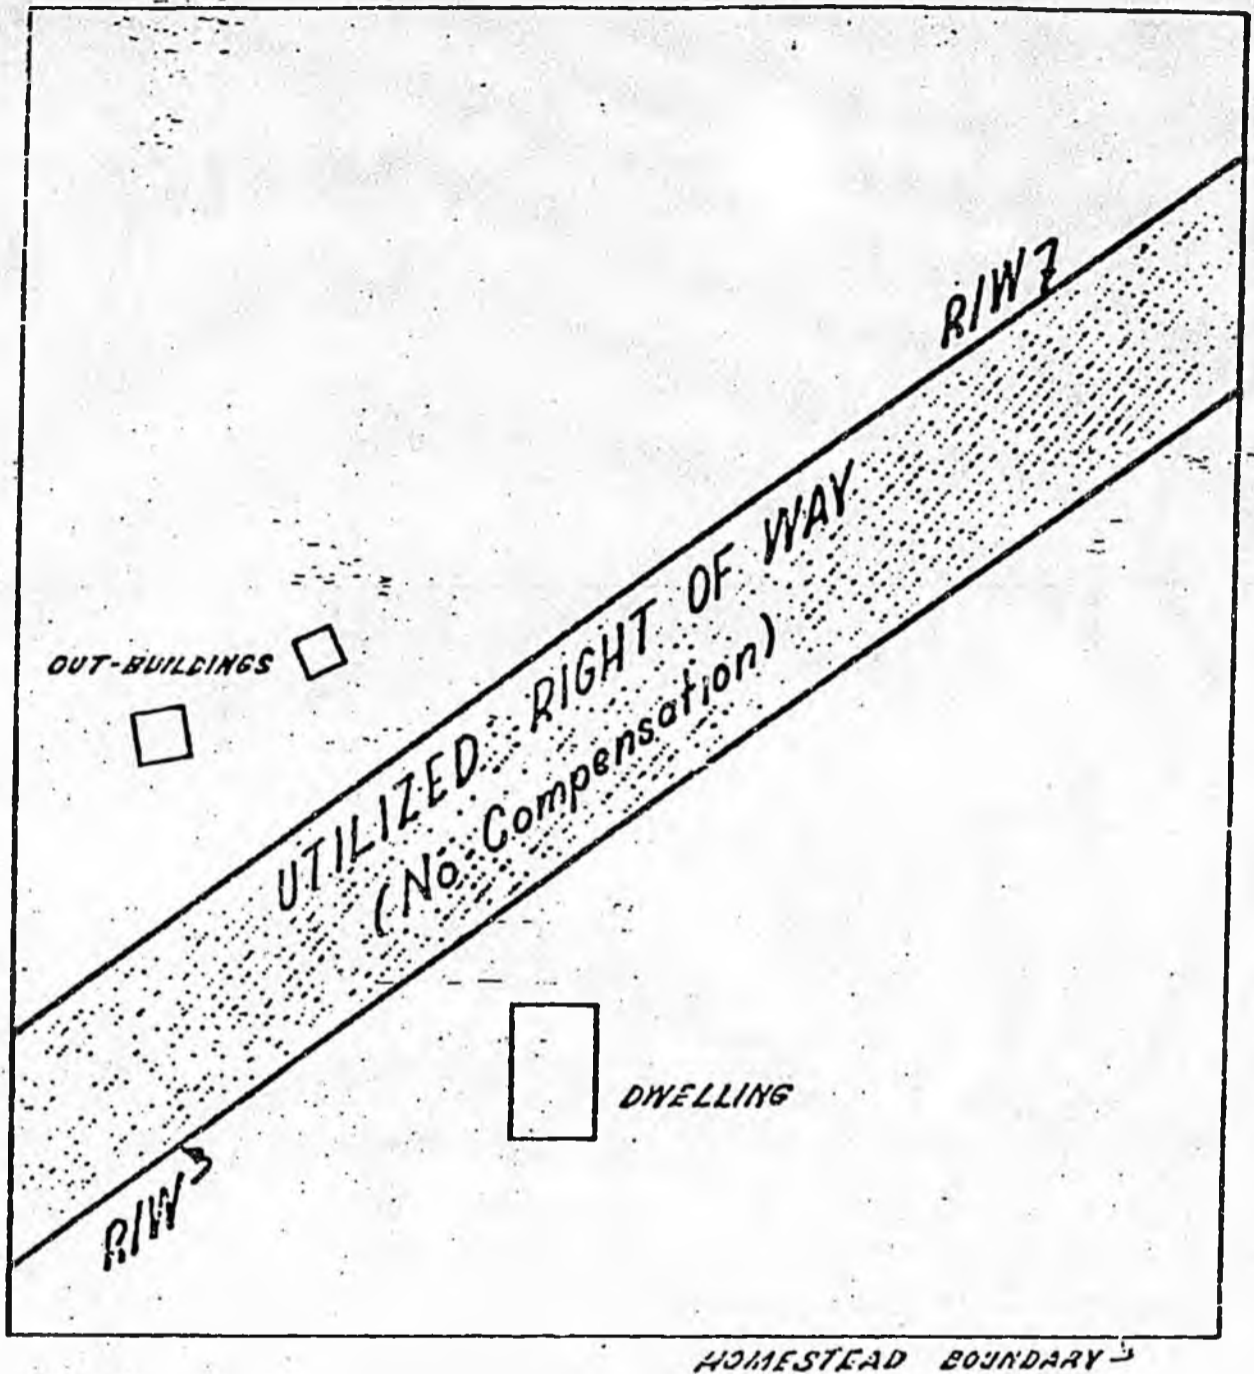 R/W
OUT-BUILDINGS
UTILIZED RIGHT OF WAY
(No Compensation)
DWELLING
R/W
HOMESTEAD BOUNDARY